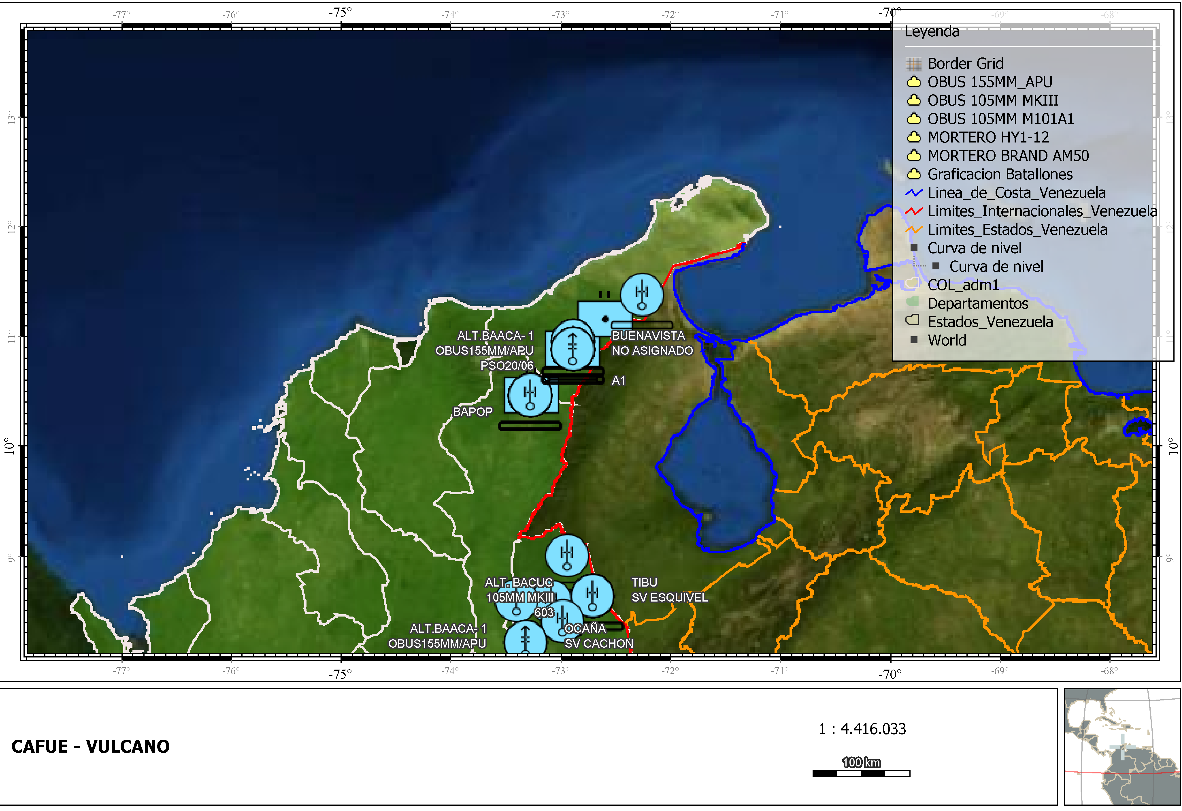 -77° -76° -75° -74° -73° -72° -71° -70° -69° -68°
Leyenda
Border Grid
OBUS 155MM_APU
OBUS 105MM MKIII
OBUS 105MM M101A1
MORTERO HY1-12
MORTERO BRAND AM50
Graficacion Batallones
Linea_de_Costa_Venezuela
Limites_Internacionales_Venezuela
Limites_Estados_Venezuela
Curva de nivel
Curva de nivel
COL_adm1
Departamentos
Estados_Venezuela
World
13°
12° 12°
11° 11°
10° 10°
9° 9°
ALT.BAACA- 1
OBUS155MM/APU
PSO20/06
BUENAVISTA
NO ASIGNADO
A1
BAPOP
ALT. BACUC
105MM MKIII
603
TIBU
SV ESQUIVEL
ALT.BAACA- 1
OBUS155MM/APU
OCAÑA
SV CACHON
-77° -76° -75° -74° -73° -72° -71° -70° -69° -68°
CAFUE - VULCANO
1 : 4.416.033
100 km